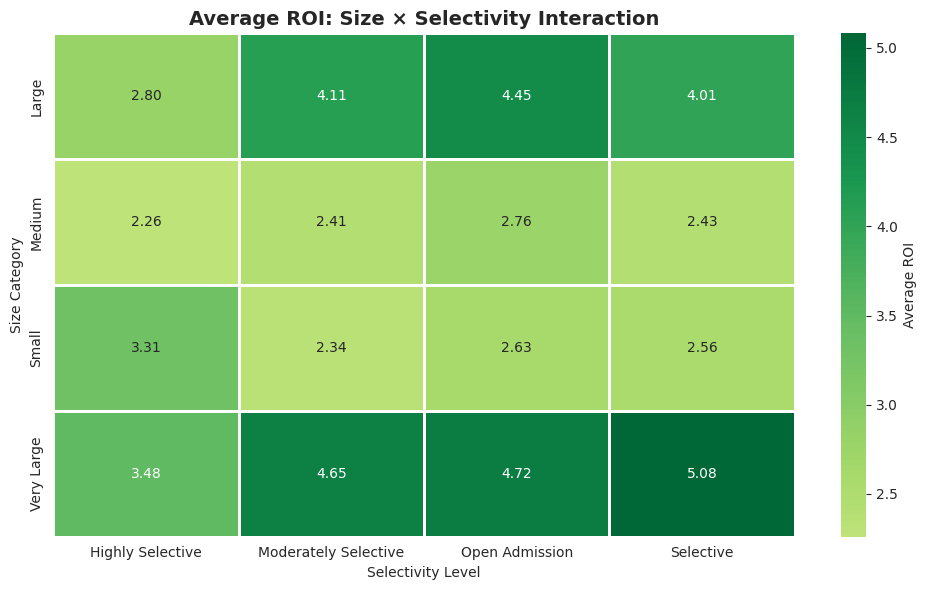 Average ROI: Size × Selectivity Interaction
Size Category
Large
2.80 4.11 4.45 4.01
Medium
2.26 2.41 2.76 2.43
Small
3.31 2.34 2.63 2.56
Very Large
3.48 4.65 4.72 5.08
Highly Selective Moderately Selective Open Admission Selective
Selectivity Level
5.0
4.5
4.0
3.5
3.0
2.5
Average ROI